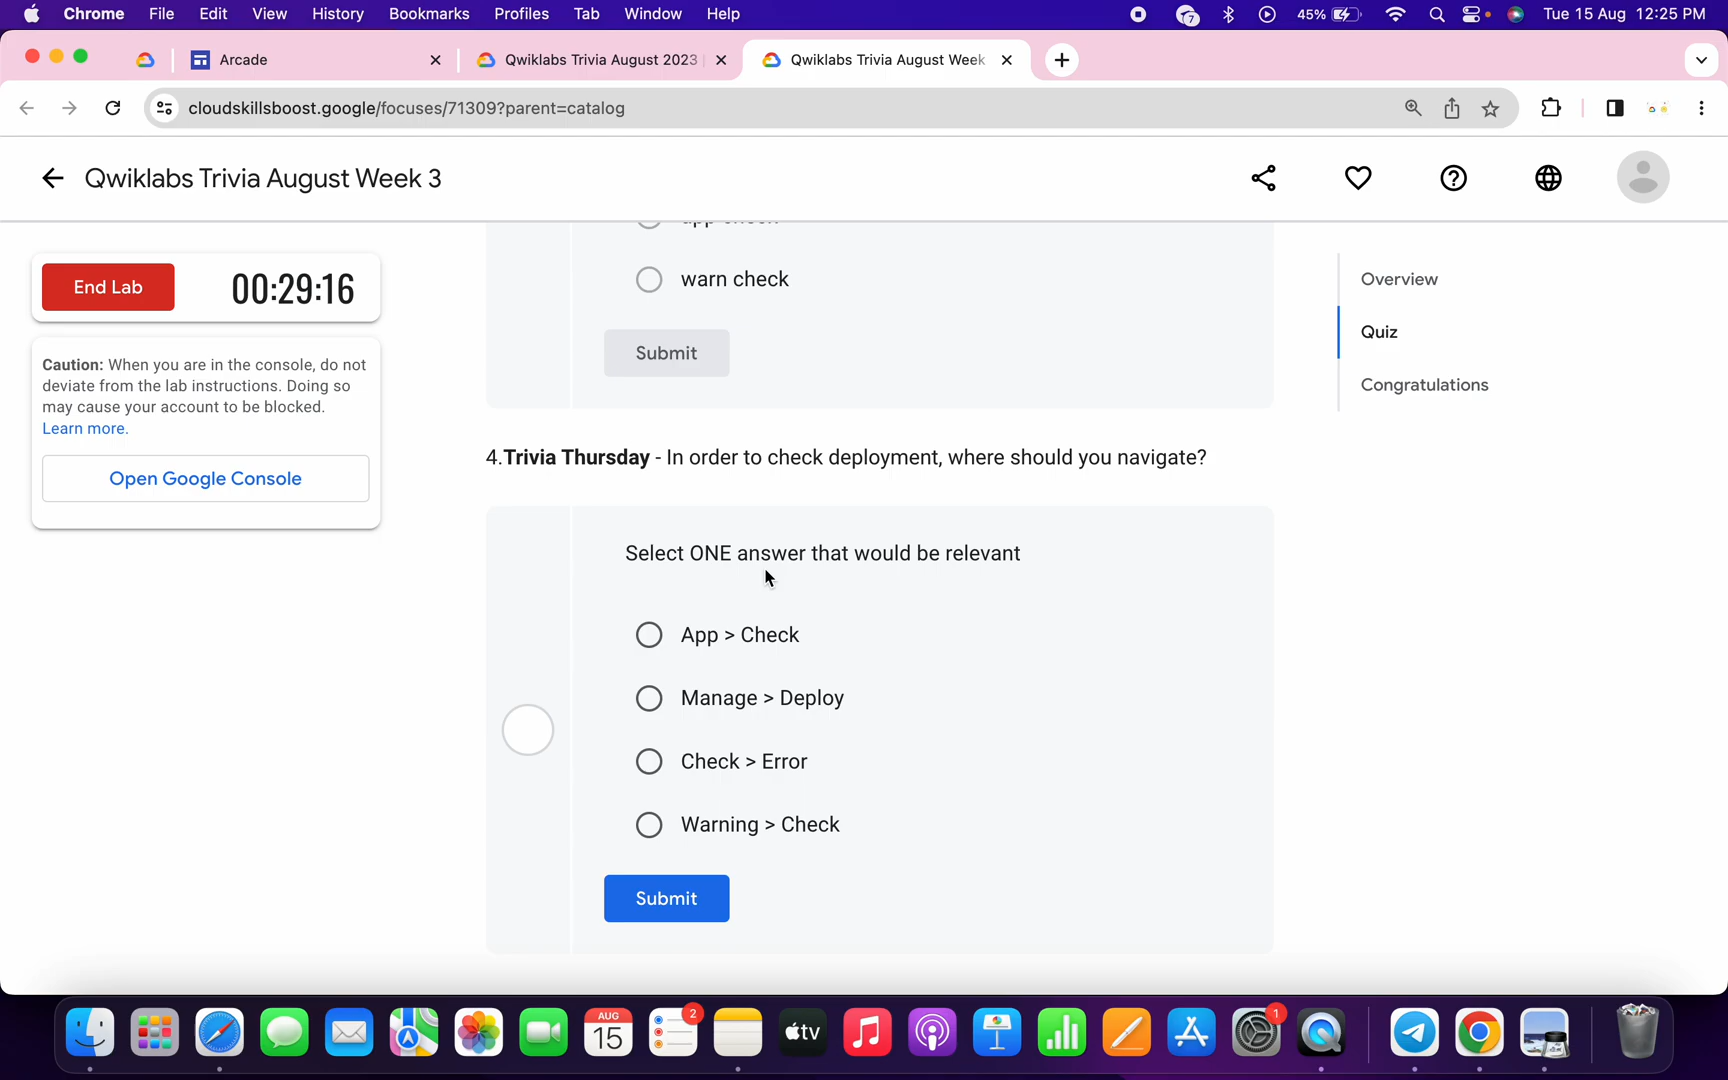 Chrome File Edit View History Bookmarks Profiles Tab Window Help 7 45% Tue 15 Aug 12:25 PM
Arcade Qwiklabs Trivia August 2023 Qwiklabs Trivia August Week
cloudskillsboost.google/focuses/71309?parent=catalog
Qwiklabs Trivia August Week 3
End Lab 00:29:16
Caution: When you are in the console, do not
deviate from the lab instructions. Doing so
may cause your account to be blocked.
Learn more.
Open Google Console
warn check
Submit
4.Trivia Thursday - In order to check deployment, where should you navigate?
Select ONE answer that would be relevant
App > Check
Manage > Deploy
Check > Error
Warning > Check
Submit
Overview
Quiz
Congratulations
AUG
15
2
tv
1